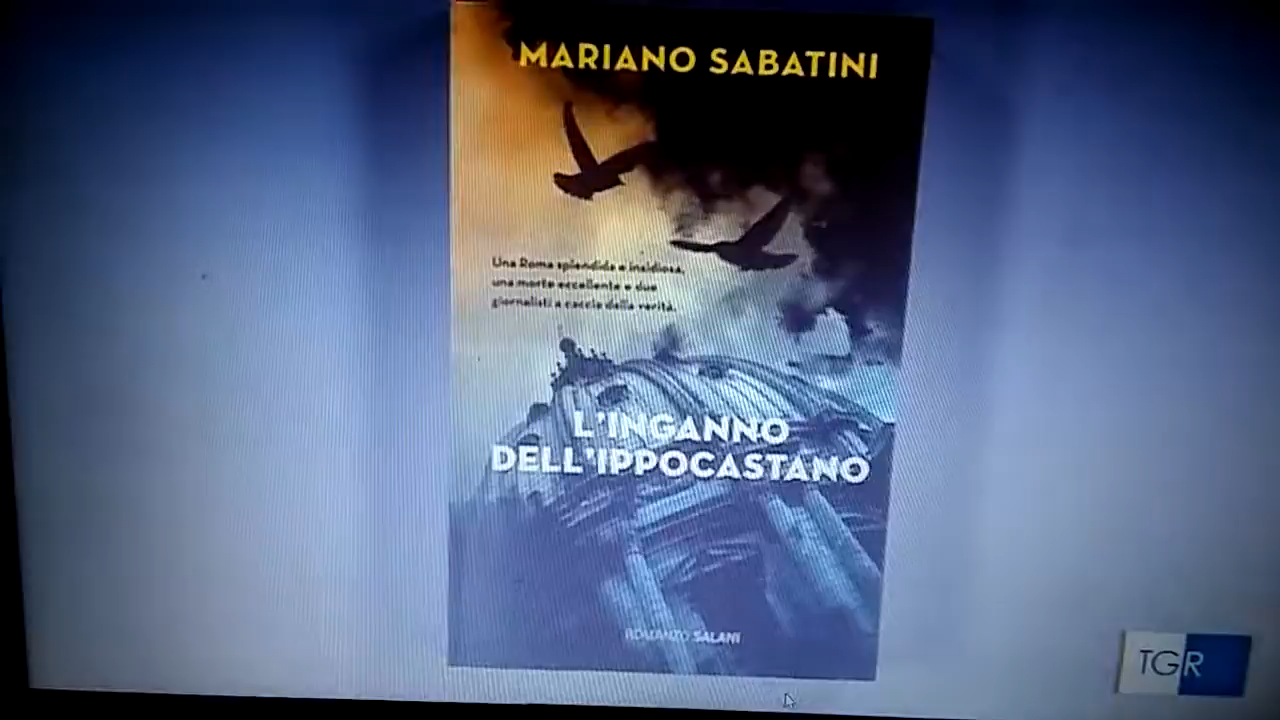 MARIANO SABATINI
Una Roma splendida e insidiosa,
una morte eccellente e due
giornalisti a caccia della verità.
L'INGANNO
DELL'IPPOCASTANO
ROMANZO SALANI
TGR